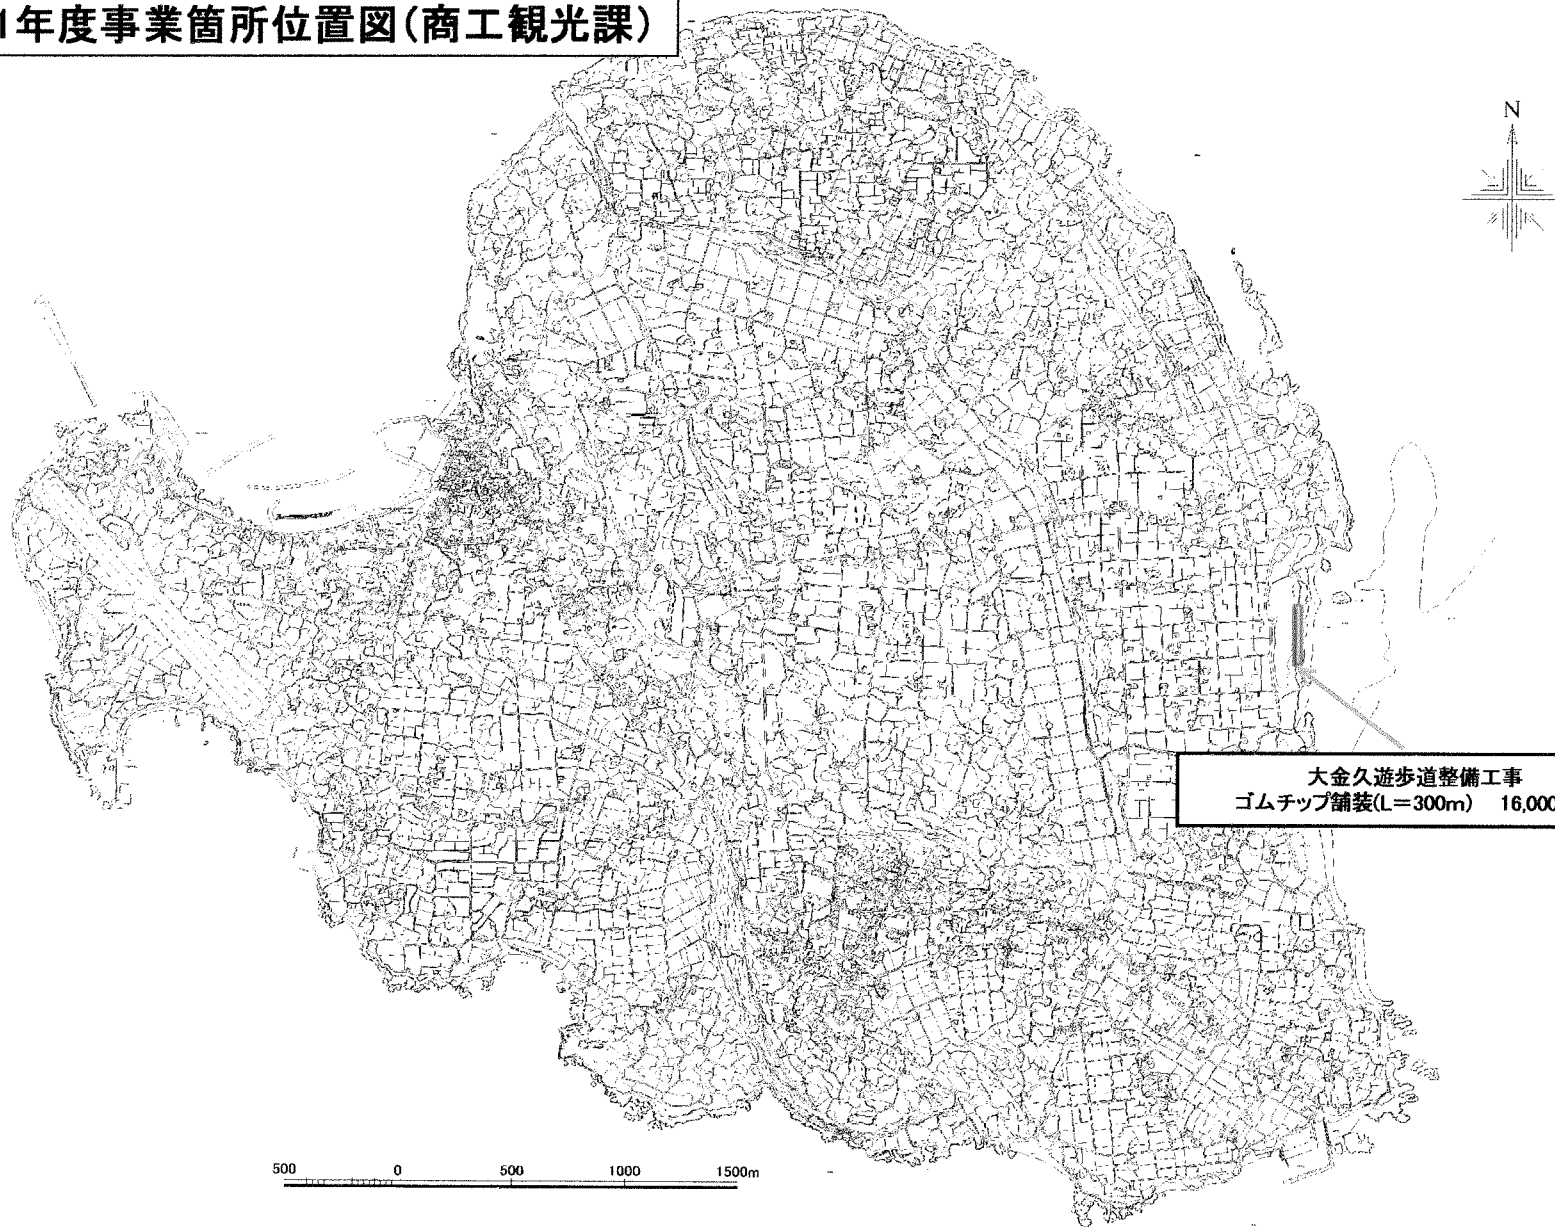 1年度事業箇所位置図(商工観光課)
N
大金久遊歩道整備工事
ゴムチップ舗装(L=300m) 16,000
500 0 500 1000 1500m